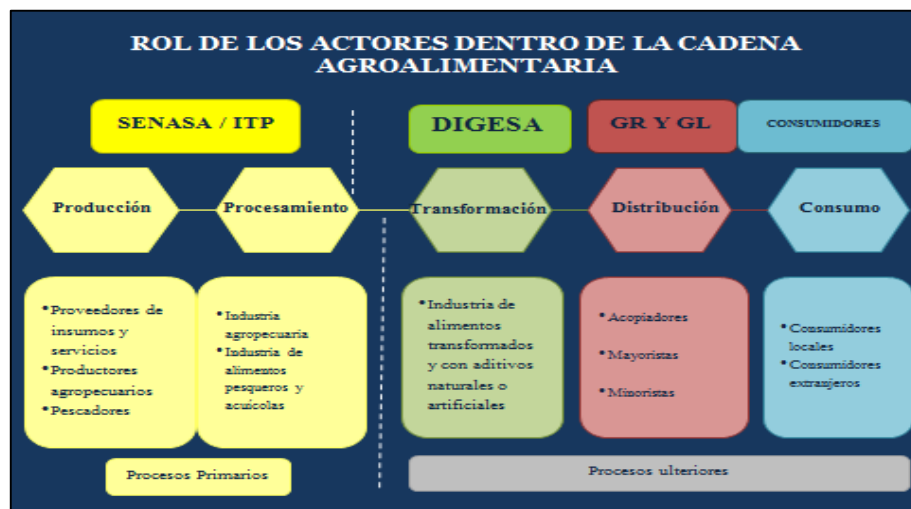 ROL DE LOS ACTORES DENTRO DE LA CADENA
AGROALIMENTARIA
SENASA / ITP
DIGESA
GR Y GL
CONSUMIDORES
Producción
Procesamiento
Transformación
Distribución
Consumo
•Proveedores de
insumos y
servicios
•Productores
agropecuarios
•Pescadores
•Industria
agropecuaria
•Industria de
alimentos
pesqueros y
acuícolas
•Industria de
alimentos
transformados
y con aditivos
naturales o
artificiales
•Acopiadores
•Mayoristas
•Minoristas
•Consumidores
locales
•Consumidores
extranjeros
Procesos Primarios
Procesos ulteriores